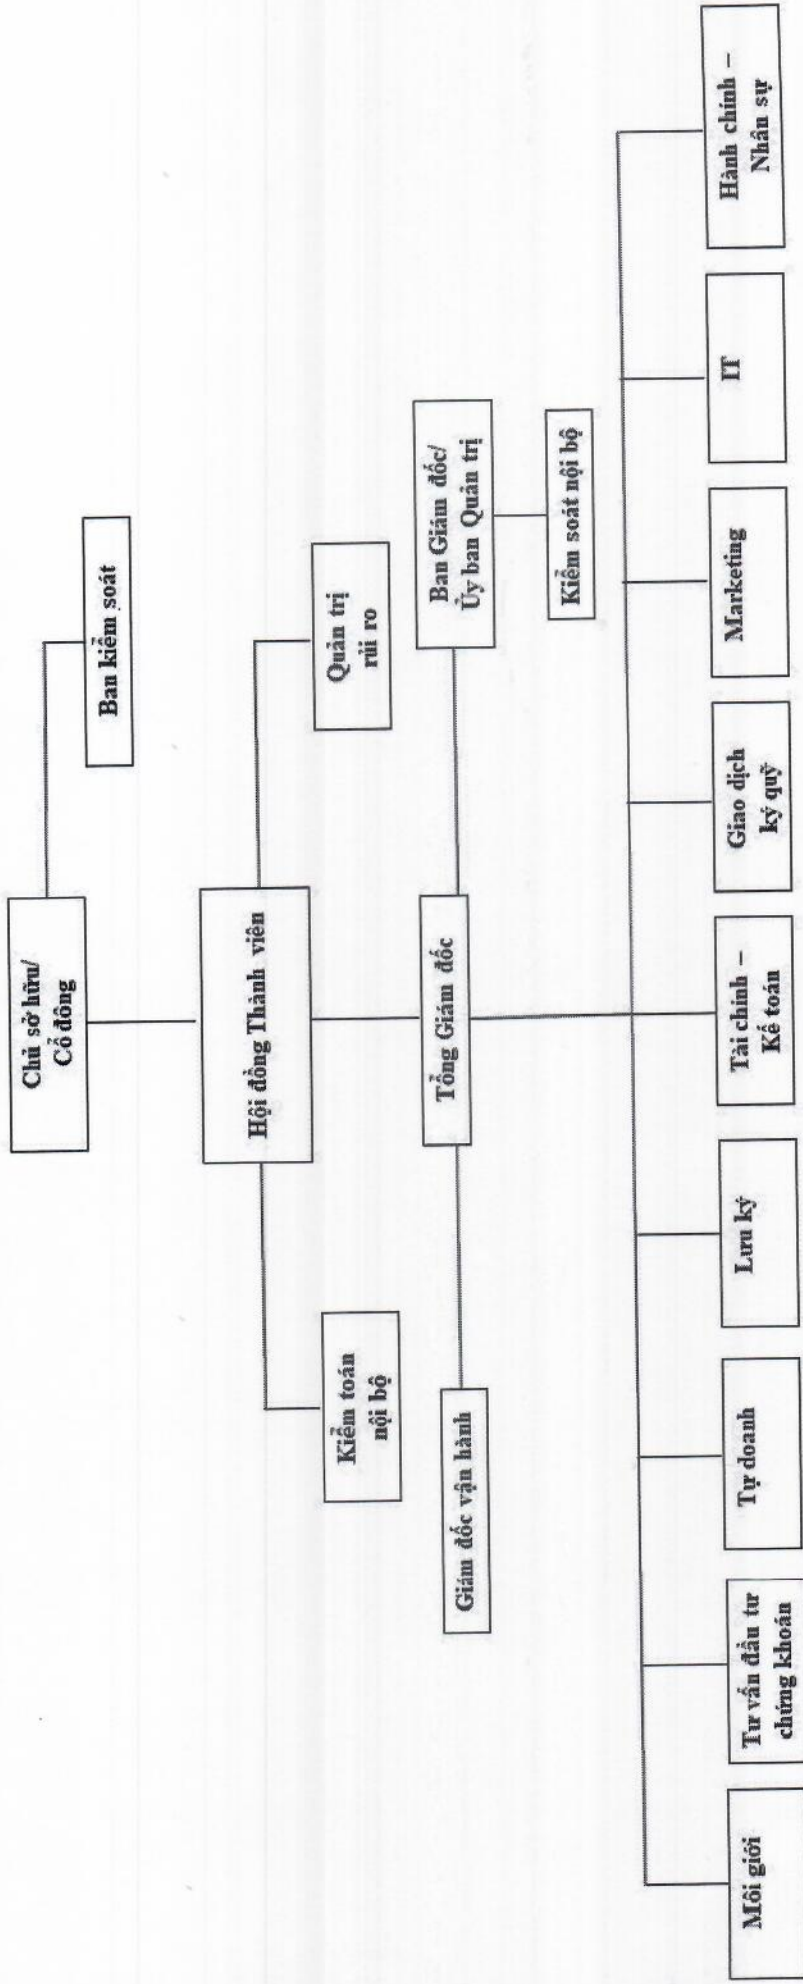 Chủ sở hữu/
Cổ đông
Ban kiểm soát
Hội đồng Thành viên
Kiểm toán
nội bộ
Quản trị
rủi ro
Giám đốc vận hành
Tổng Giám đốc
Ban Giám đốc/
Ủy ban Quản trị
Kiểm soát nội bộ
Môi giới
Tư vấn đầu tư
chứng khoán
Tự doanh
Lưu ký
Tài chính –
Kế toán
Giao dịch
ký quỹ
Marketing
IT
Hành chính –
Nhân sự